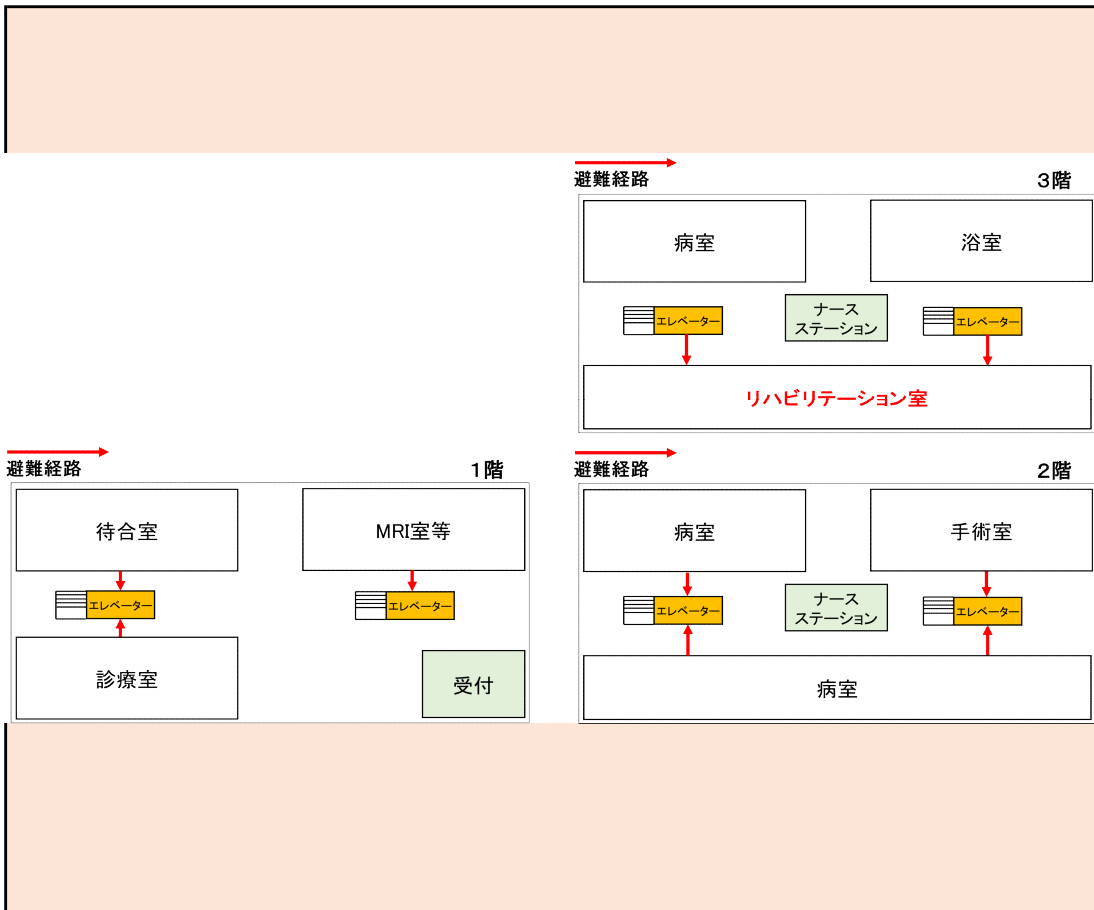 避難経路
3階
病室
浴室
エレベーター
ナース
ステーション
エレベーター
リハビリテーション室
避難経路
1階
待合室
MRI室等
エレベーター
エレベーター
診療室
受付
避難経路
2階
病室
手術室
エレベーター
ナース
ステーション
エレベーター
病室